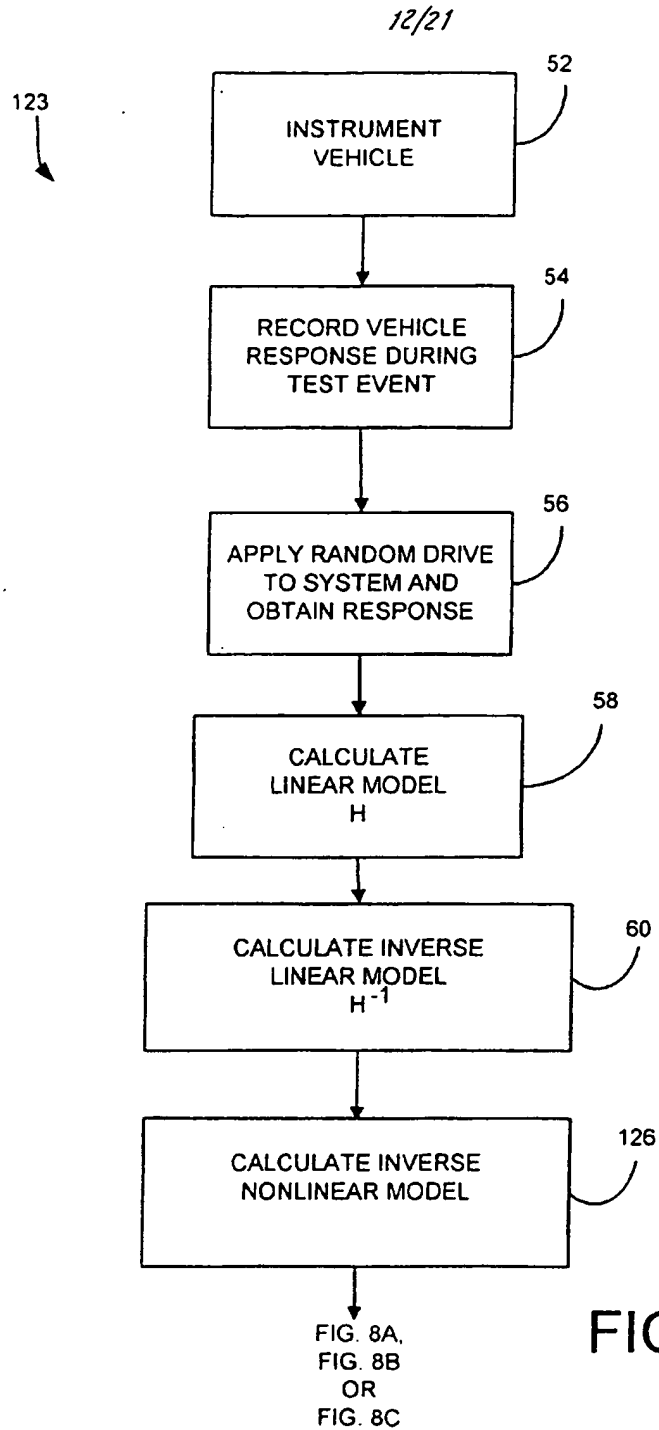 12/21
123
52
INSTRUMENT
VEHICLE
54
RECORD VEHICLE
RESPONSE DURING
TEST EVENT
56
APPLY RANDOM DRIVE
TO SYSTEM AND
OBTAIN RESPONSE
58
CALCULATE
LINEAR MODEL
H
60
CALCULATE INVERSE
LINEAR MODEL
H⁻¹
126
CALCULATE INVERSE
NONLINEAR MODEL
FIG. 8A,
FIG. 8B
OR
FIG. 8C